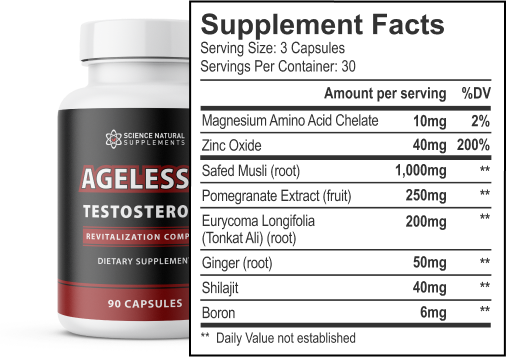 SCIENCE NATURAL
SUPPLEMENTS
AGELESS
TESTOSTERO
REVITALIZATION COMP
DIETARY SUPPLEMENT
90 CAPSULES
Supplement Facts
Serving Size: 3 Capsules
Servings Per Container: 30
Amount per serving %DV
Magnesium Amino Acid Chelate 10mg 2%
Zinc Oxide 40mg 200%
Safed Musli (root) 1,000mg **
Pomegranate Extract (fruit) 250mg **
Eurycoma Longifolia 200mg **
(Tonkat Ali) (root)
Ginger (root) 50mg **
Shilajit 40mg **
Boron 6mg **
** Daily Value not established